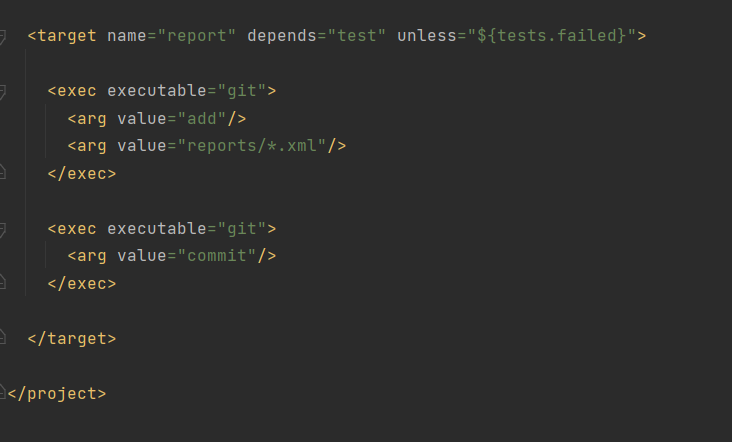 <target name="report" depends="test" unless="${tests.failed}">
<exec executable="git">
<arg value="add"/>
<arg value="reports/*.xml"/>
</exec>
<exec executable="git">
<arg value="commit"/>
</exec>
</target>
</project>